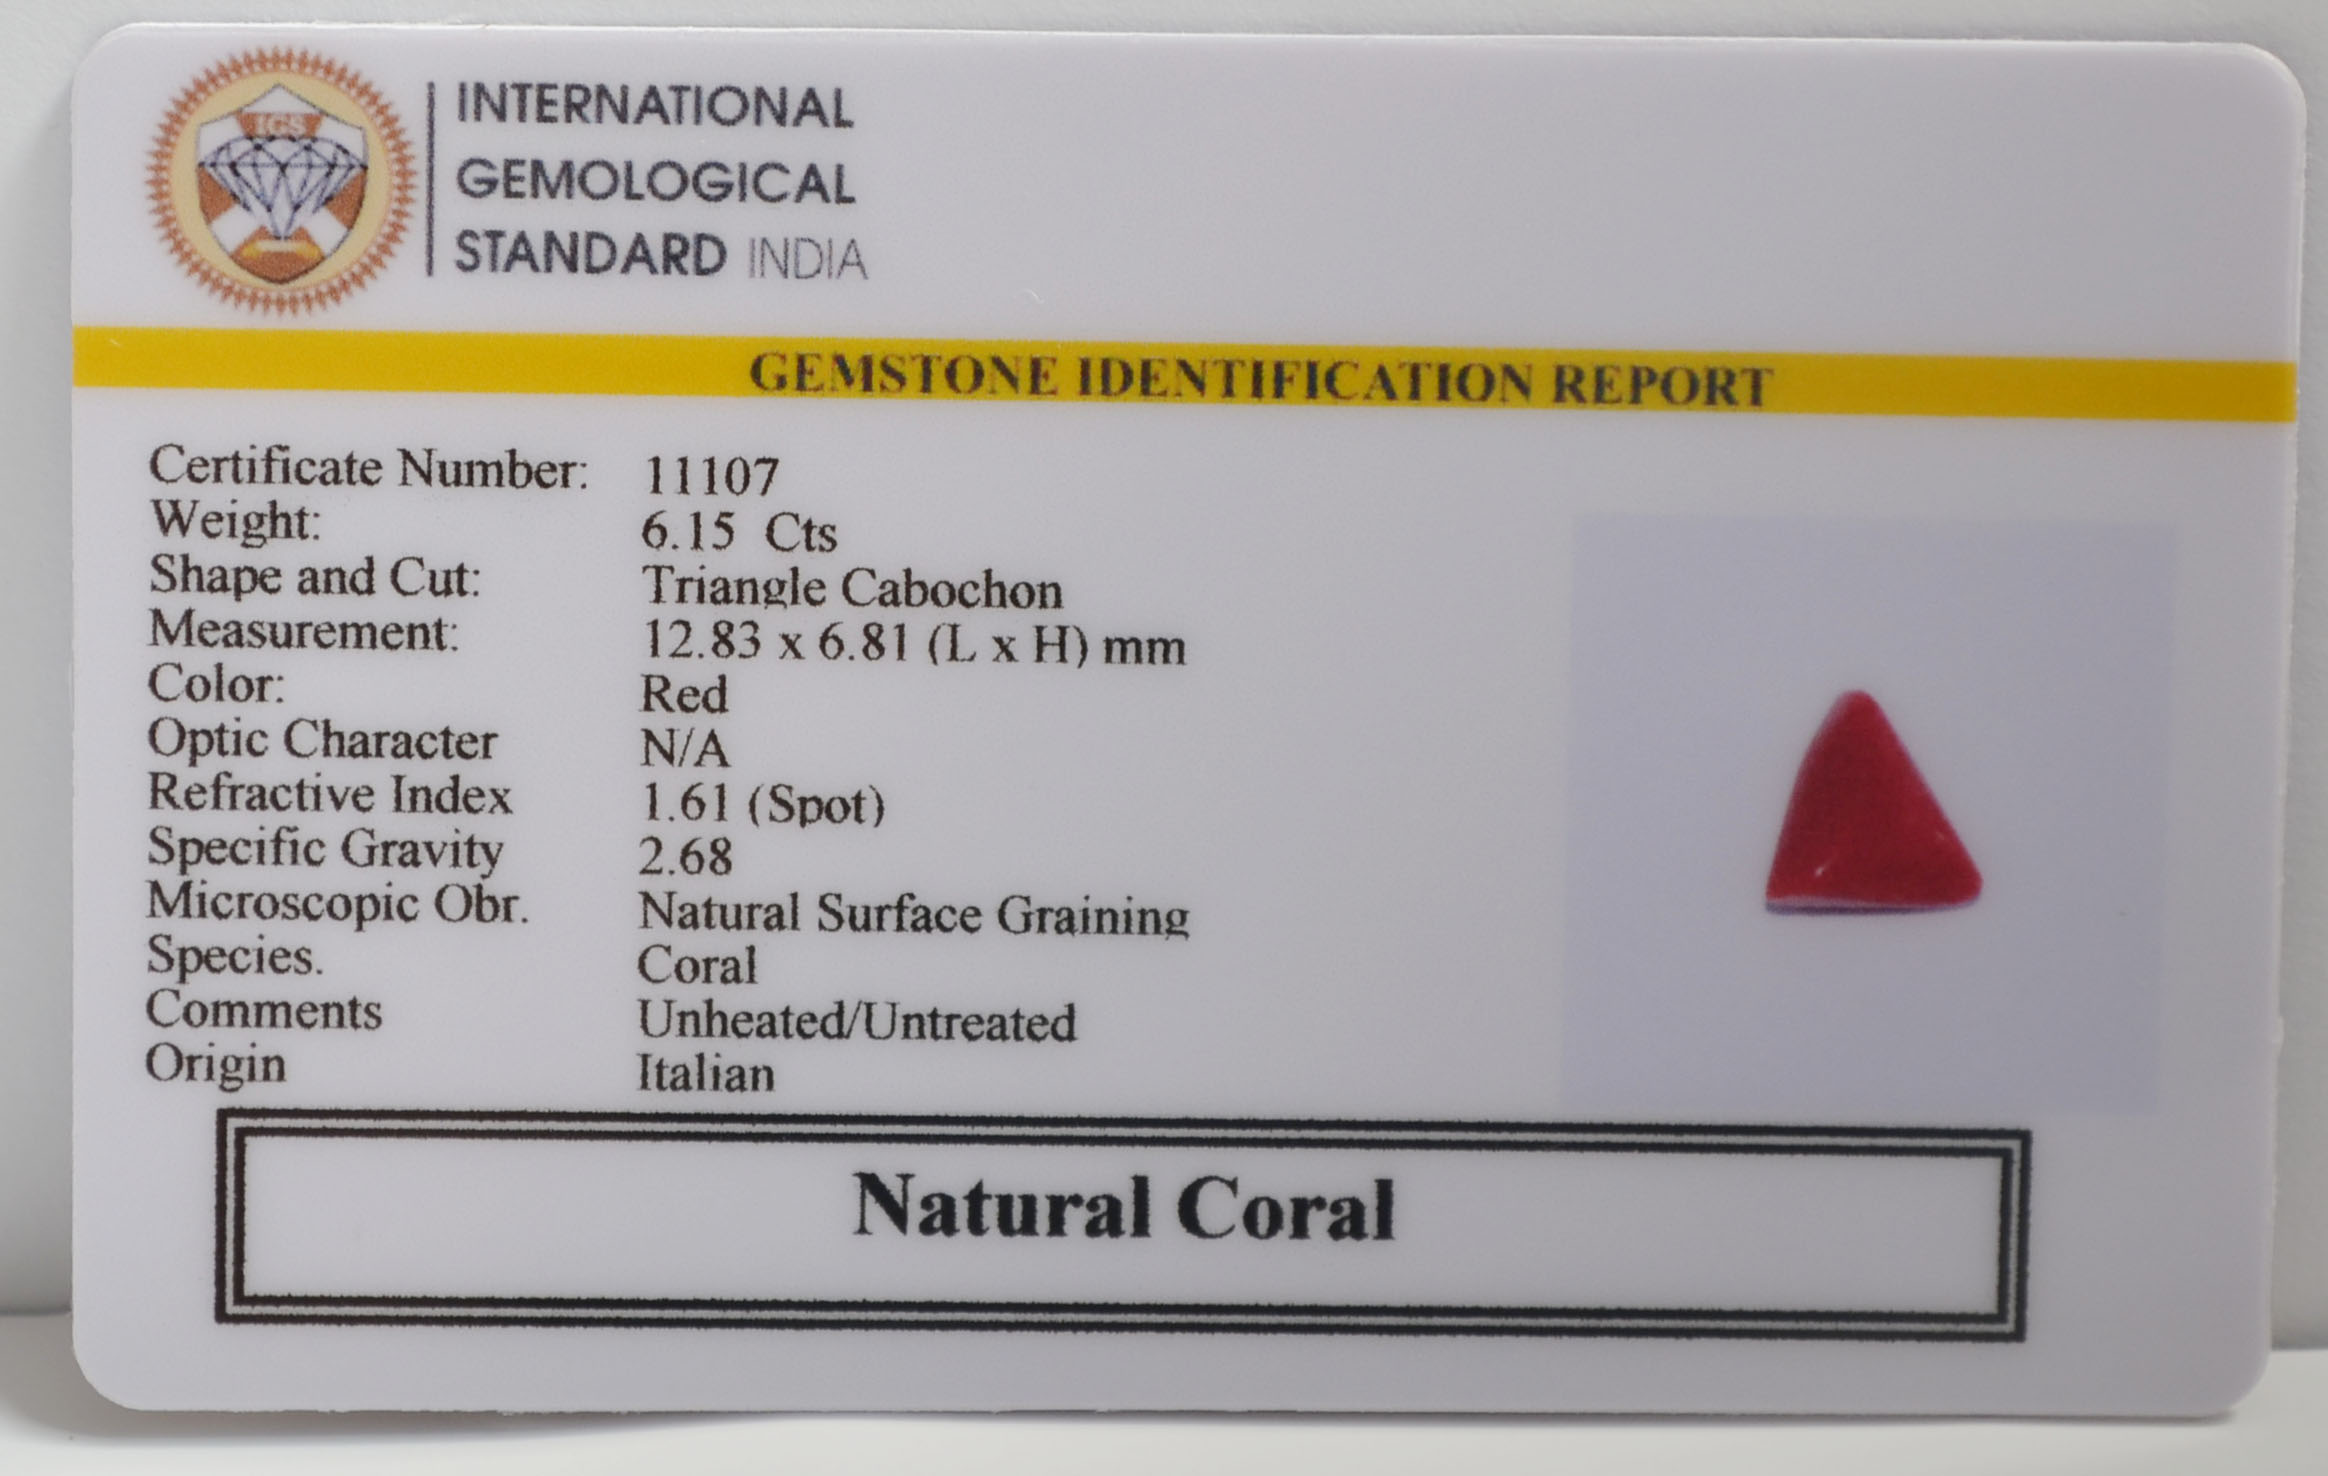 IGS
INTERNATIONAL
GEMOLOGICAL
STANDARD INDIA
GEMSTONE IDENTIFICATION REPORT
Certificate Number: 11107
Weight: 6.15 Cts
Shape and Cut: Triangle Cabochon
Measurement: 12.83 x 6.81 (L x H) mm
Color: Red
Optic Character N/A
Refractive Index 1.61 (Spot)
Specific Gravity 2.68
Microscopic Obr. Natural Surface Graining
Species. Coral
Comments Unheated/Untreated
Origin Italian
Natural Coral